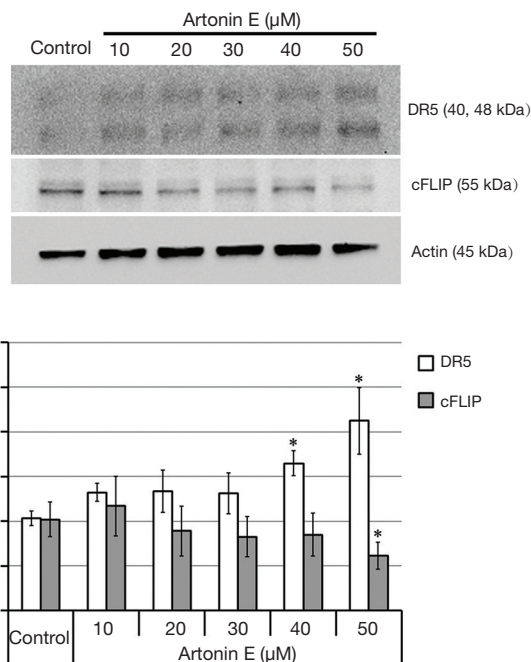 Artonin E (µM)
Control 10 20 30 40 50
DR5 (40, 48 kDa)
cFLIP (55 kDa)
Actin (45 kDa)
DR5
cFLIP
*
*
*
Control 10 20 30 40 50
Artonin E (µM)